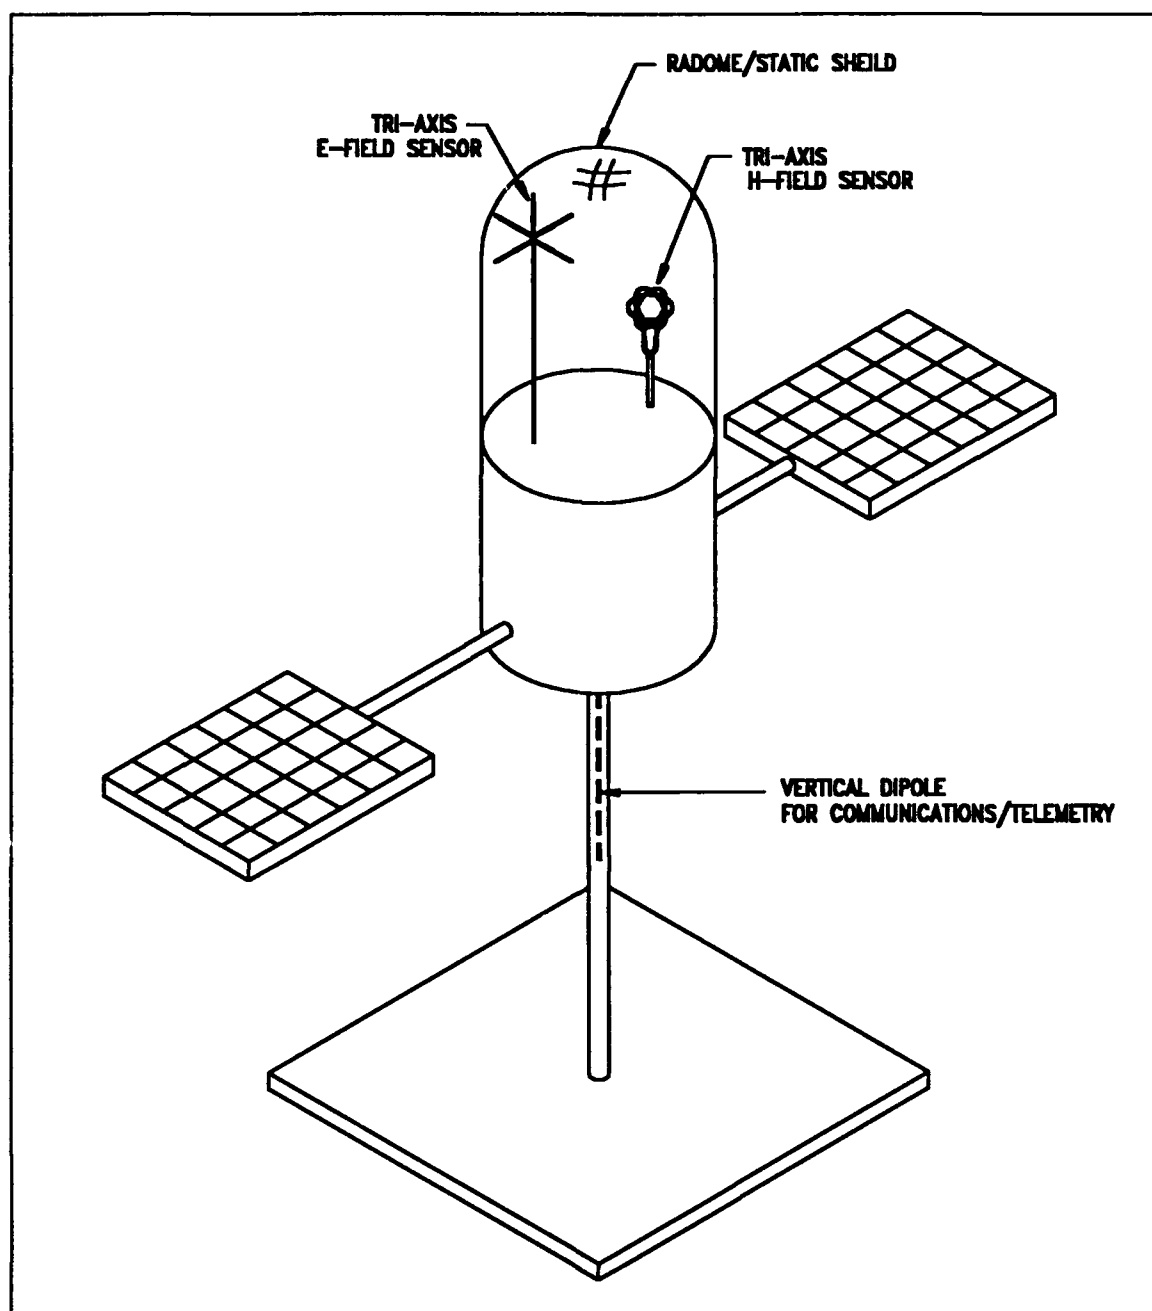 RADOME/STATIC SHEILD
TRI-AXIS
E-FIELD SENSOR
TRI-AXIS
H-FIELD SENSOR
VERTICAL DIPOLE
FOR COMMUNICATIONS/TELEMETRY